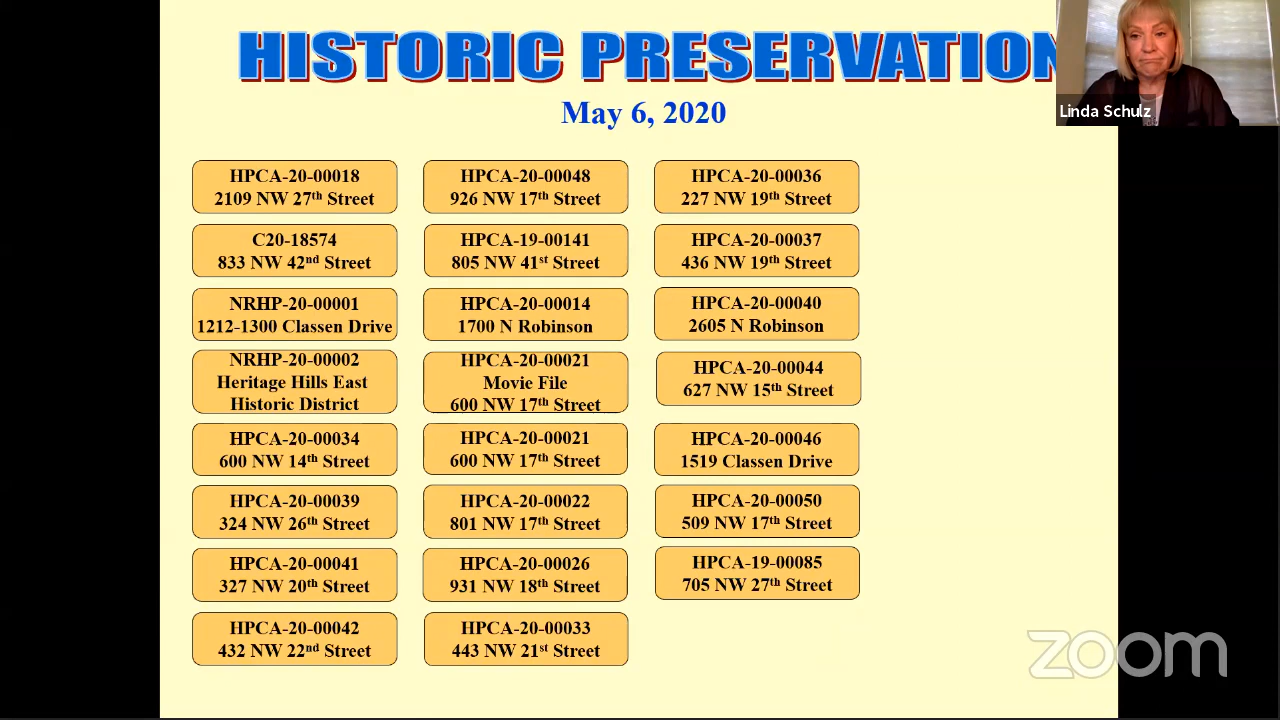 HISTORIC PRESERVATION
Linda Schulz
May 6, 2020
HPCA-20-00018
2109 NW 27th Street
C20-18574
833 NW 42nd Street
NRHP-20-00001
1212-1300 Classen Drive
NRHP-20-00002
Heritage Hills East
Historic District
HPCA-20-00034
600 NW 14th Street
HPCA-20-00039
324 NW 26th Street
HPCA-20-00041
327 NW 20th Street
HPCA-20-00042
432 NW 22nd Street
HPCA-20-00048
926 NW 17th Street
HPCA-19-00141
805 NW 41st Street
HPCA-20-00014
1700 N Robinson
HPCA-20-00021
Movie File
600 NW 17th Street
HPCA-20-00021
600 NW 17th Street
HPCA-20-00022
801 NW 17th Street
HPCA-20-00026
931 NW 18th Street
HPCA-20-00033
443 NW 21st Street
HPCA-20-00036
227 NW 19th Street
HPCA-20-00037
436 NW 19th Street
HPCA-20-00040
2605 N Robinson
HPCA-20-00044
627 NW 15th Street
HPCA-20-00046
1519 Classen Drive
HPCA-20-00050
509 NW 17th Street
HPCA-19-00085
705 NW 27th Street
zoom